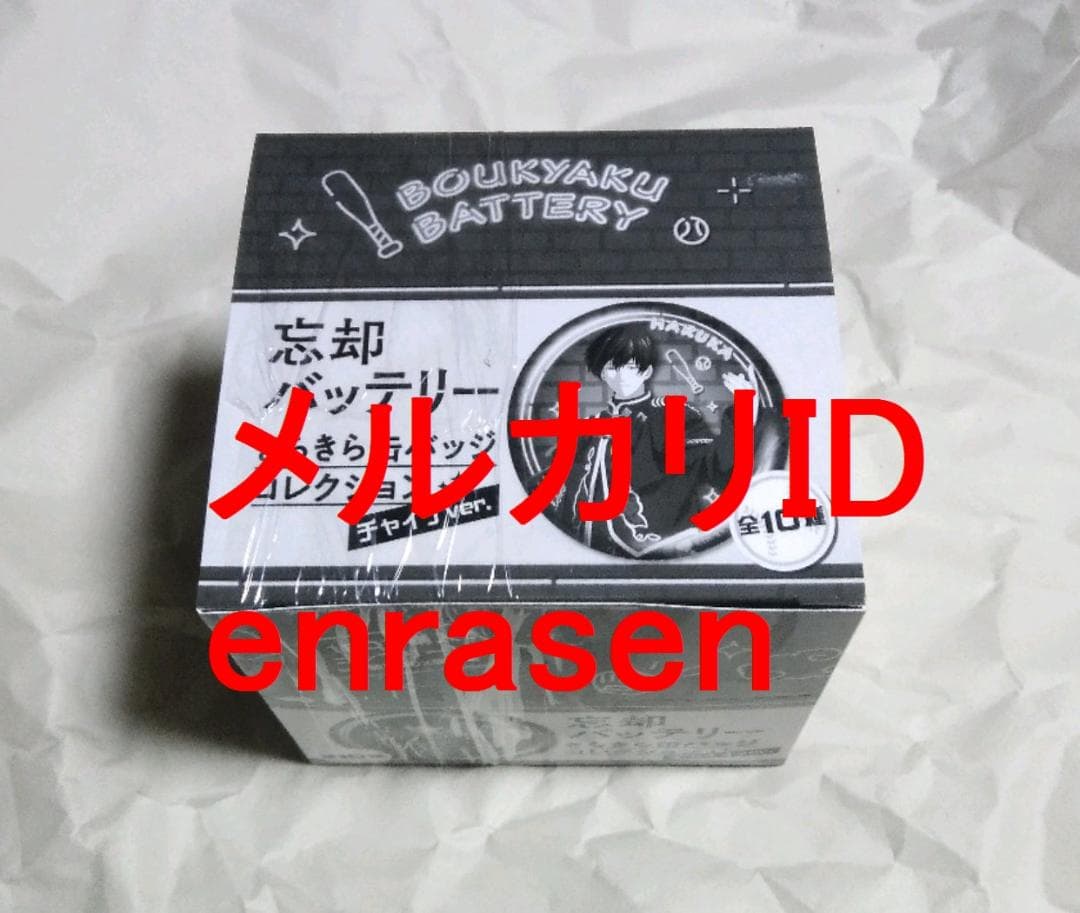 BOUKYAKU
BATTERY
忘却
バッテリー
HARUKA
きらきら缶バッジ
コレクション
チャイナver.
全10種
メルカリID
enrasen
忘却
バッテリー